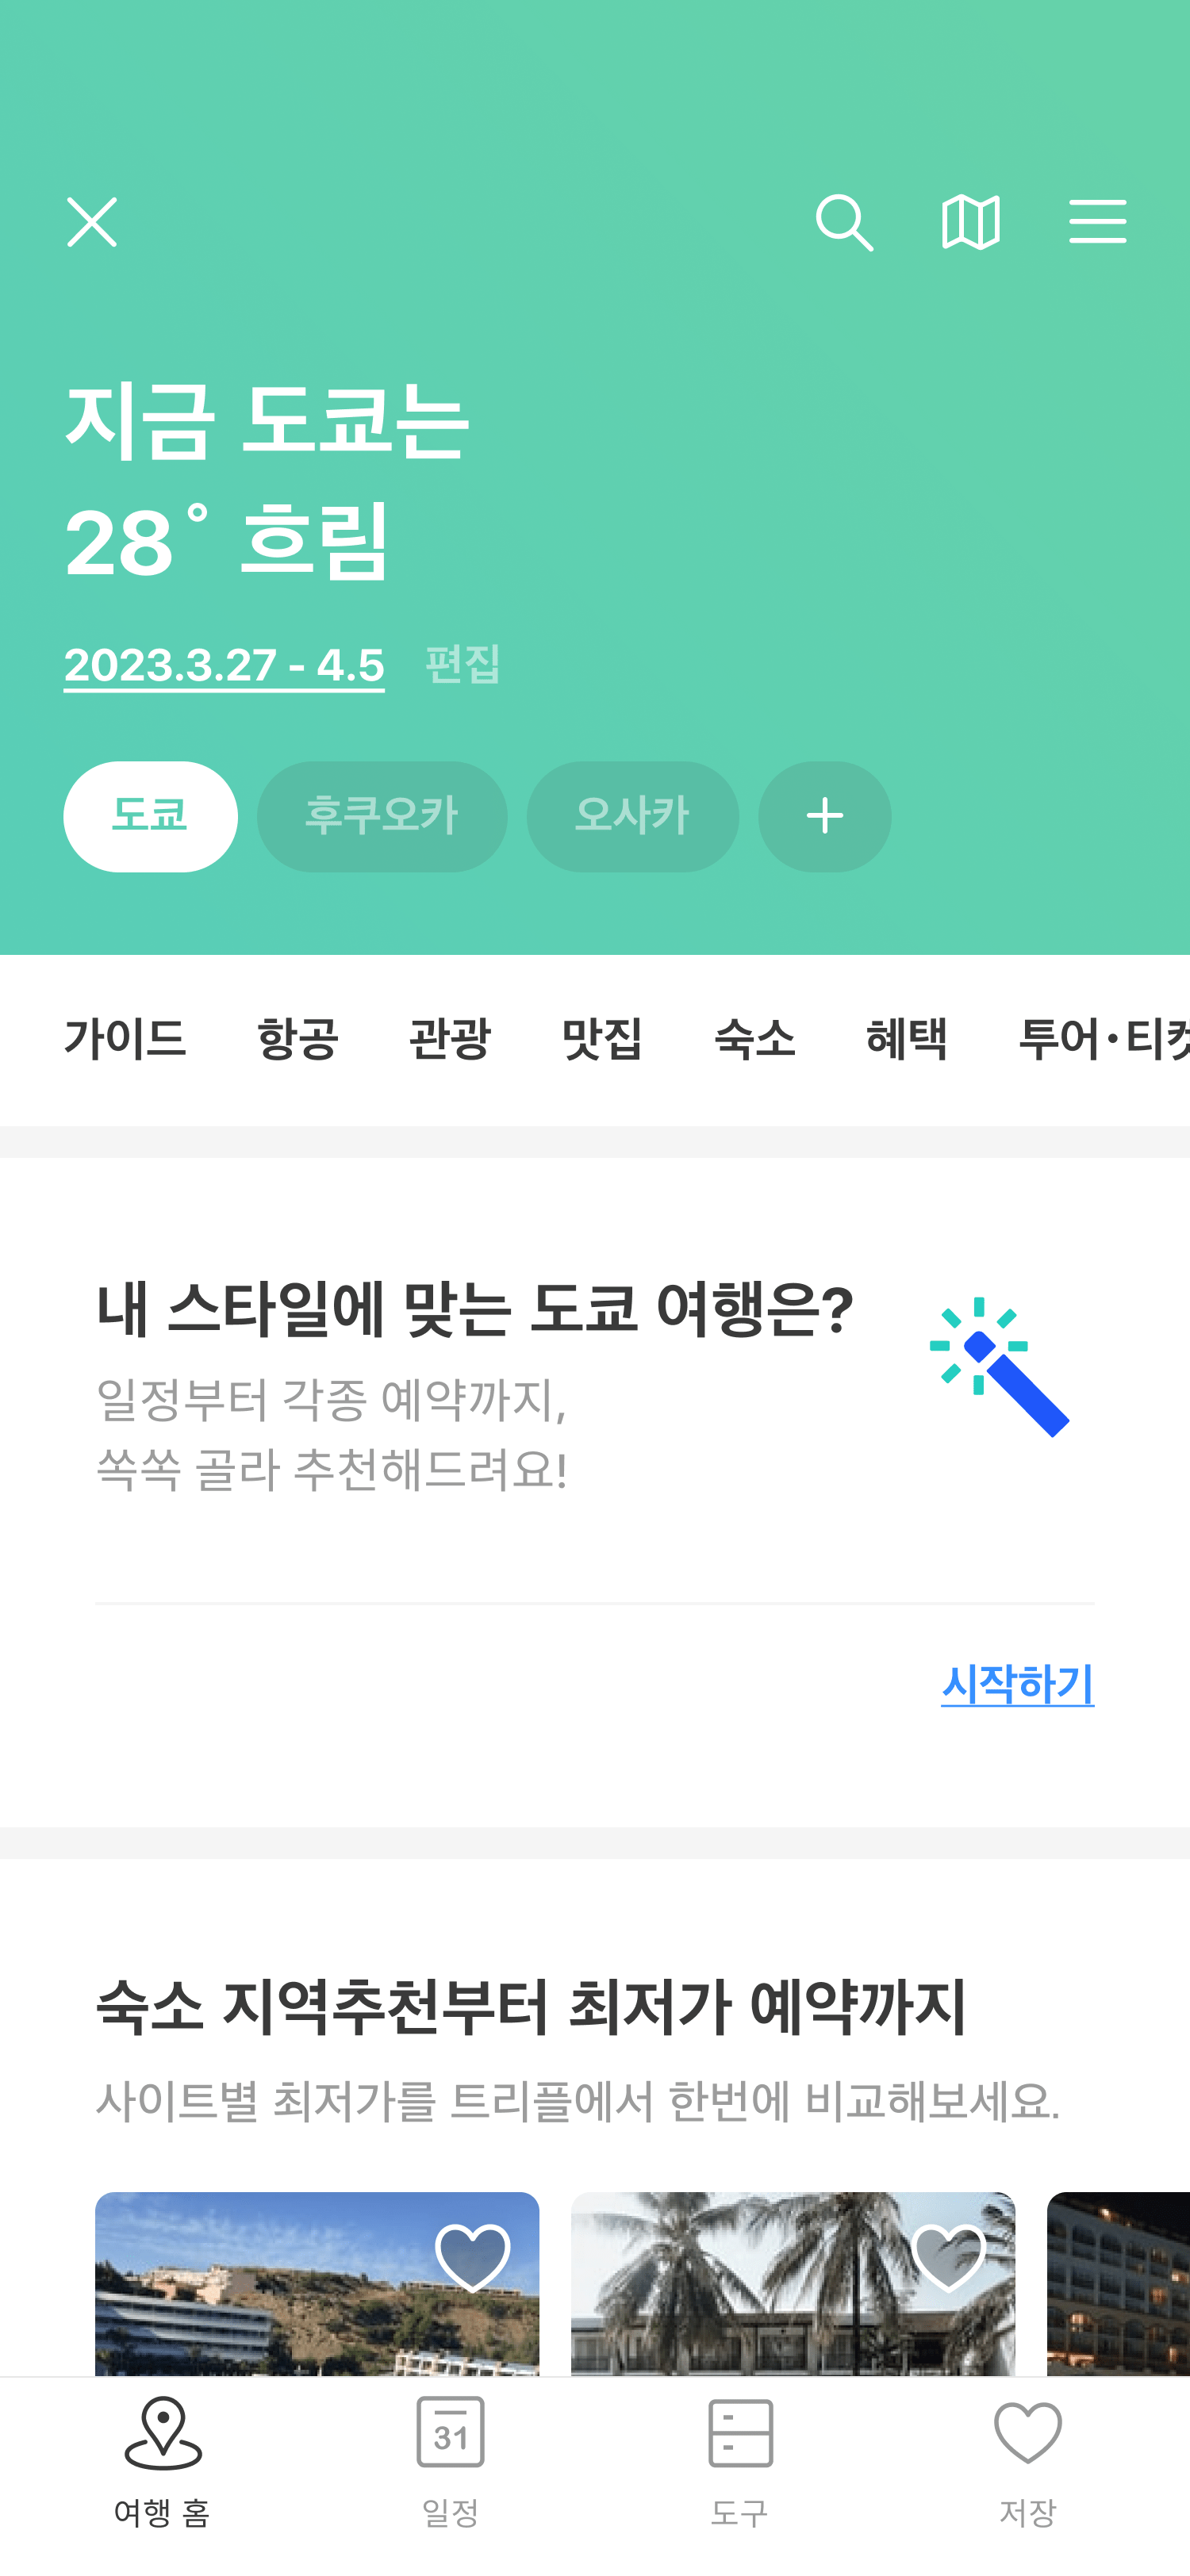 지금 도쿄는
28° 흐림
2023.3.27 - 4.5 편집
도쿄 후쿠오카 오사카 +
가이드 항공 관광 맛집 숙소 혜택 투어·티켓
내 스타일에 맞는 도쿄 여행은?
일정부터 각종 예약까지,
쏙쏙 골라 추천해드려요!
시작하기
숙소 지역추천부터 최저가 예약까지
사이트별 최저가를 트리플에서 한번에 비교해보세요.
31
여행 홈 일정 도구 저장